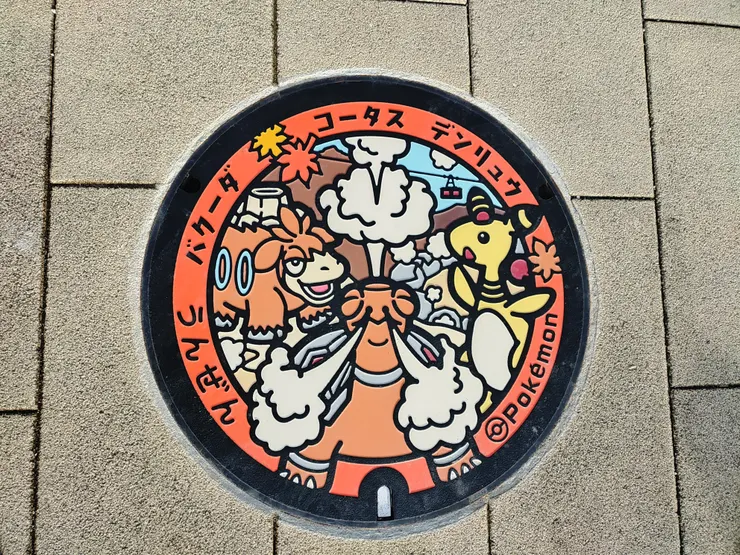 うんぜん
バクーダ
コータス
デンリュウ
@Pokémon